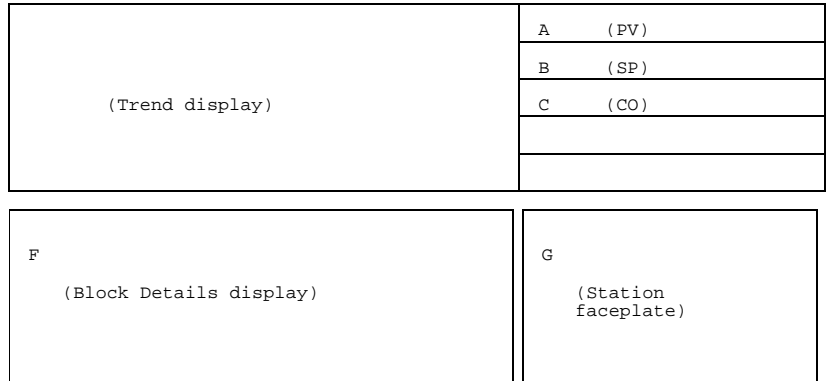 A (PV)
B (SP)
(Trend display)
C (CO)
F
(Block Details display)
G
(Station
faceplate)